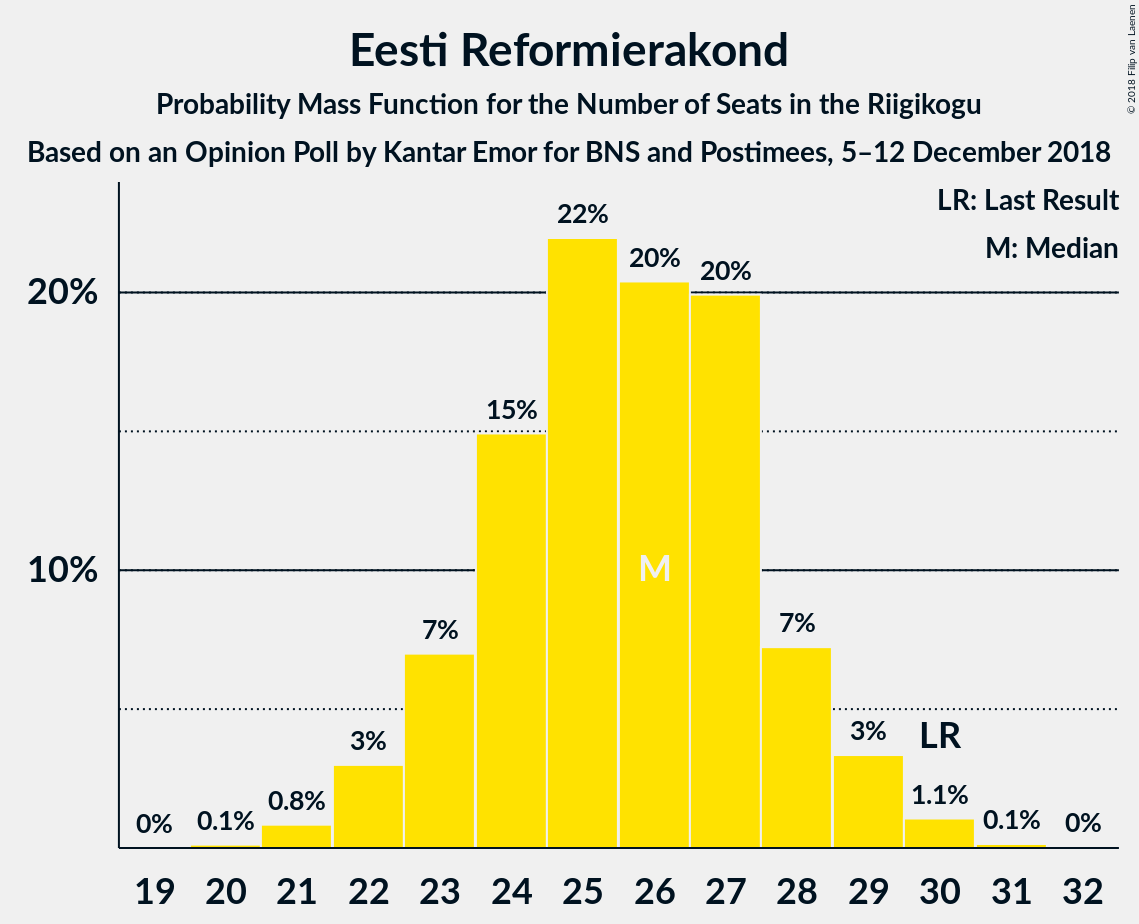 Eesti Reformierakond
Probability Mass Function for the Number of Seats in the Riigikogu
Based on an Opinion Poll by Kantar Emor for BNS and Postimees, 5–12 December 2018
© 2018 Filip van Laenen
LR: Last Result
M: Median
20%
10%
0%
0.1%
0.8%
3%
7%
15%
22%
20%
20%
7%
3%
1.1%
0.1%
0%
M
LR
19 20 21 22 23 24 25 26 27 28 29 30 31 32